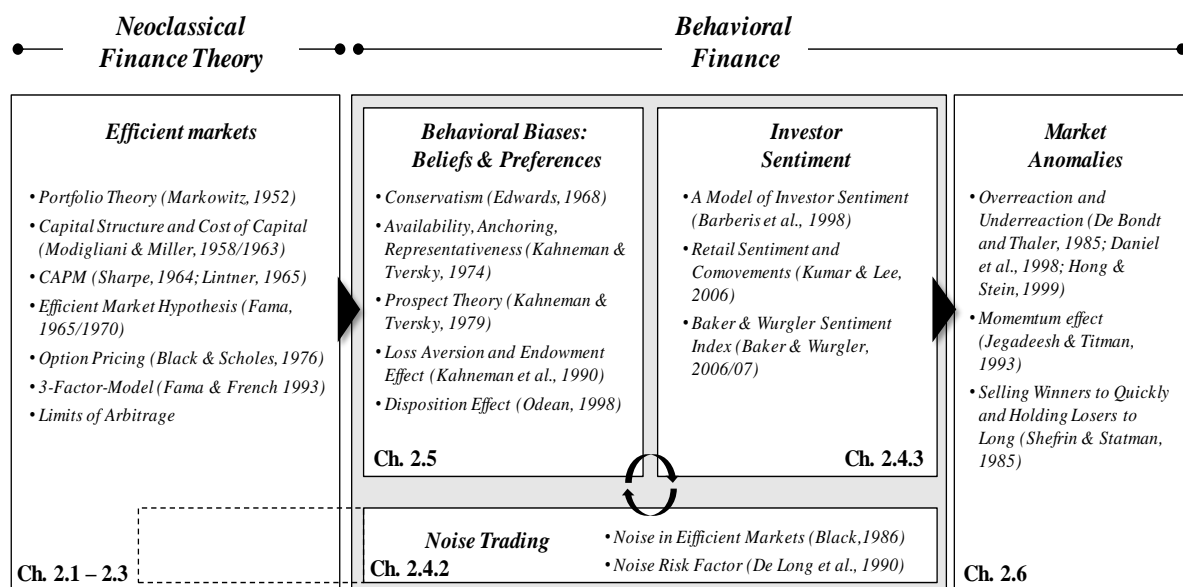 Neoclassical
Finance Theory
Behavioral
Finance
Efficient markets
• Portfolio Theory (Markowitz, 1952)
• Capital Structure and Cost of Capital
(Modigliani & Miller, 1958/1963)
• CAPM (Sharpe, 1964; Lintner, 1965)
• Efficient Market Hypothesis (Fama,
1965/1970)
• Option Pricing (Black & Scholes, 1976)
• 3-Factor-Model (Fama & French 1993)
• Limits of Arbitrage
Ch. 2.1 – 2.3
Behavioral Biases:
Beliefs & Preferences
• Conservatism (Edwards, 1968)
• Availability, Anchoring,
Representativeness (Kahneman &
Tversky, 1974)
• Prospect Theory (Kahneman &
Tversky, 1979)
• Loss Aversion and Endowment
Effect (Kahneman et al., 1990)
• Disposition Effect (Odean, 1998)
Ch. 2.5
Investor
Sentiment
• A Model of Investor Sentiment
(Barberis et al., 1998)
• Retail Sentiment and
Comovements (Kumar & Lee,
2006)
• Baker & Wurgler Sentiment
Index (Baker & Wurgler,
2006/07)
Ch. 2.4.3
Noise Trading
• Noise in Eifficient Markets (Black,1986)
• Noise Risk Factor (De Long et al., 1990)
Ch. 2.4.2
Market
Anomalies
• Overreaction and
Underreaction (De Bondt
and Thaler, 1985; Daniel
et al., 1998; Hong &
Stein, 1999)
• Momemtum effect
(Jegadeesh & Titman,
1993)
• Selling Winners to Quickly
and Holding Losers to
Long (Shefrin & Statman,
1985)
Ch. 2.6